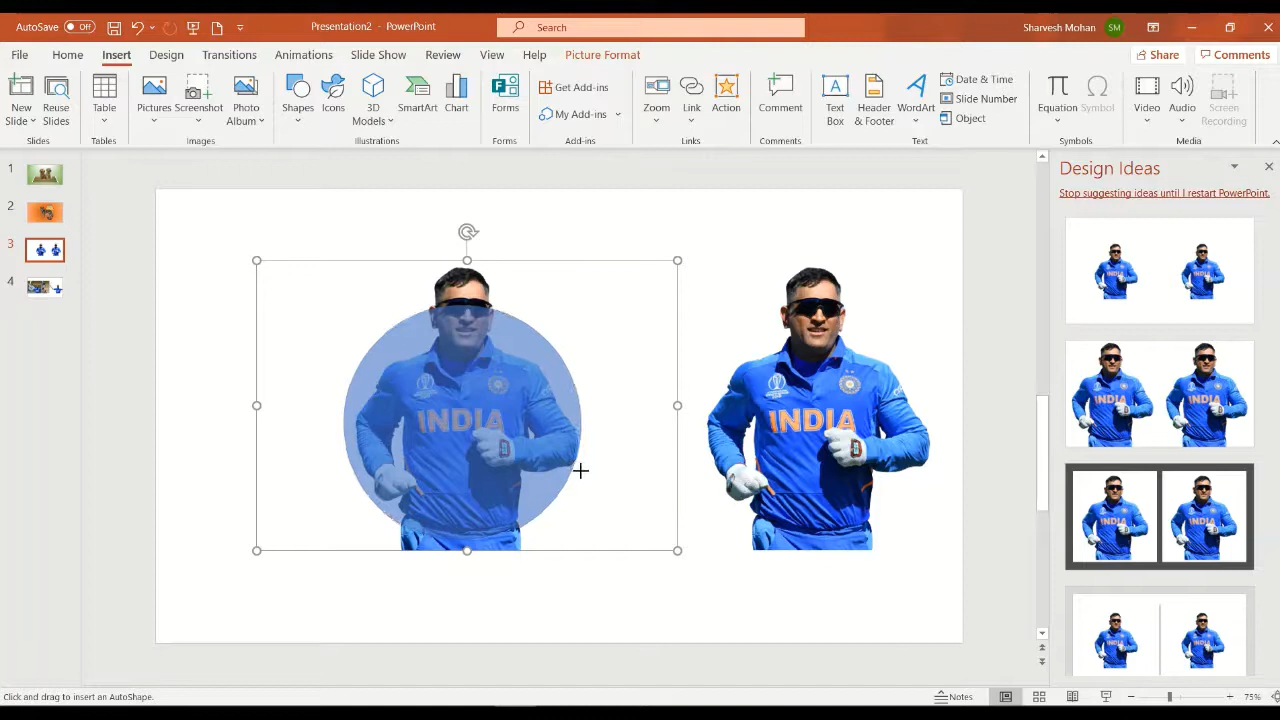 AutoSave Off Presentation2 - PowerPoint Search Sharvesh Mohan SM
File Home Insert Design Transitions Animations Slide Show Review View Help Picture Format Share Comments
New Slide Reuse Slides Table Pictures Screenshot Photo Album Shapes Icons 3D Models SmartArt Chart Forms Get Add-ins My Add-ins Zoom Link Action Comment Text Box Header & Footer WordArt Date & Time Slide Number Object Equation Symbol Video Audio Screen Recording
Slides Tables Images Illustrations Forms Add-ins Links Comments Text Symbols Media
1
2
3
4
INDIA
INDIA
Design Ideas
Stop suggesting ideas until I restart PowerPoint.
Click and drag to insert an AutoShape.
Notes
75%